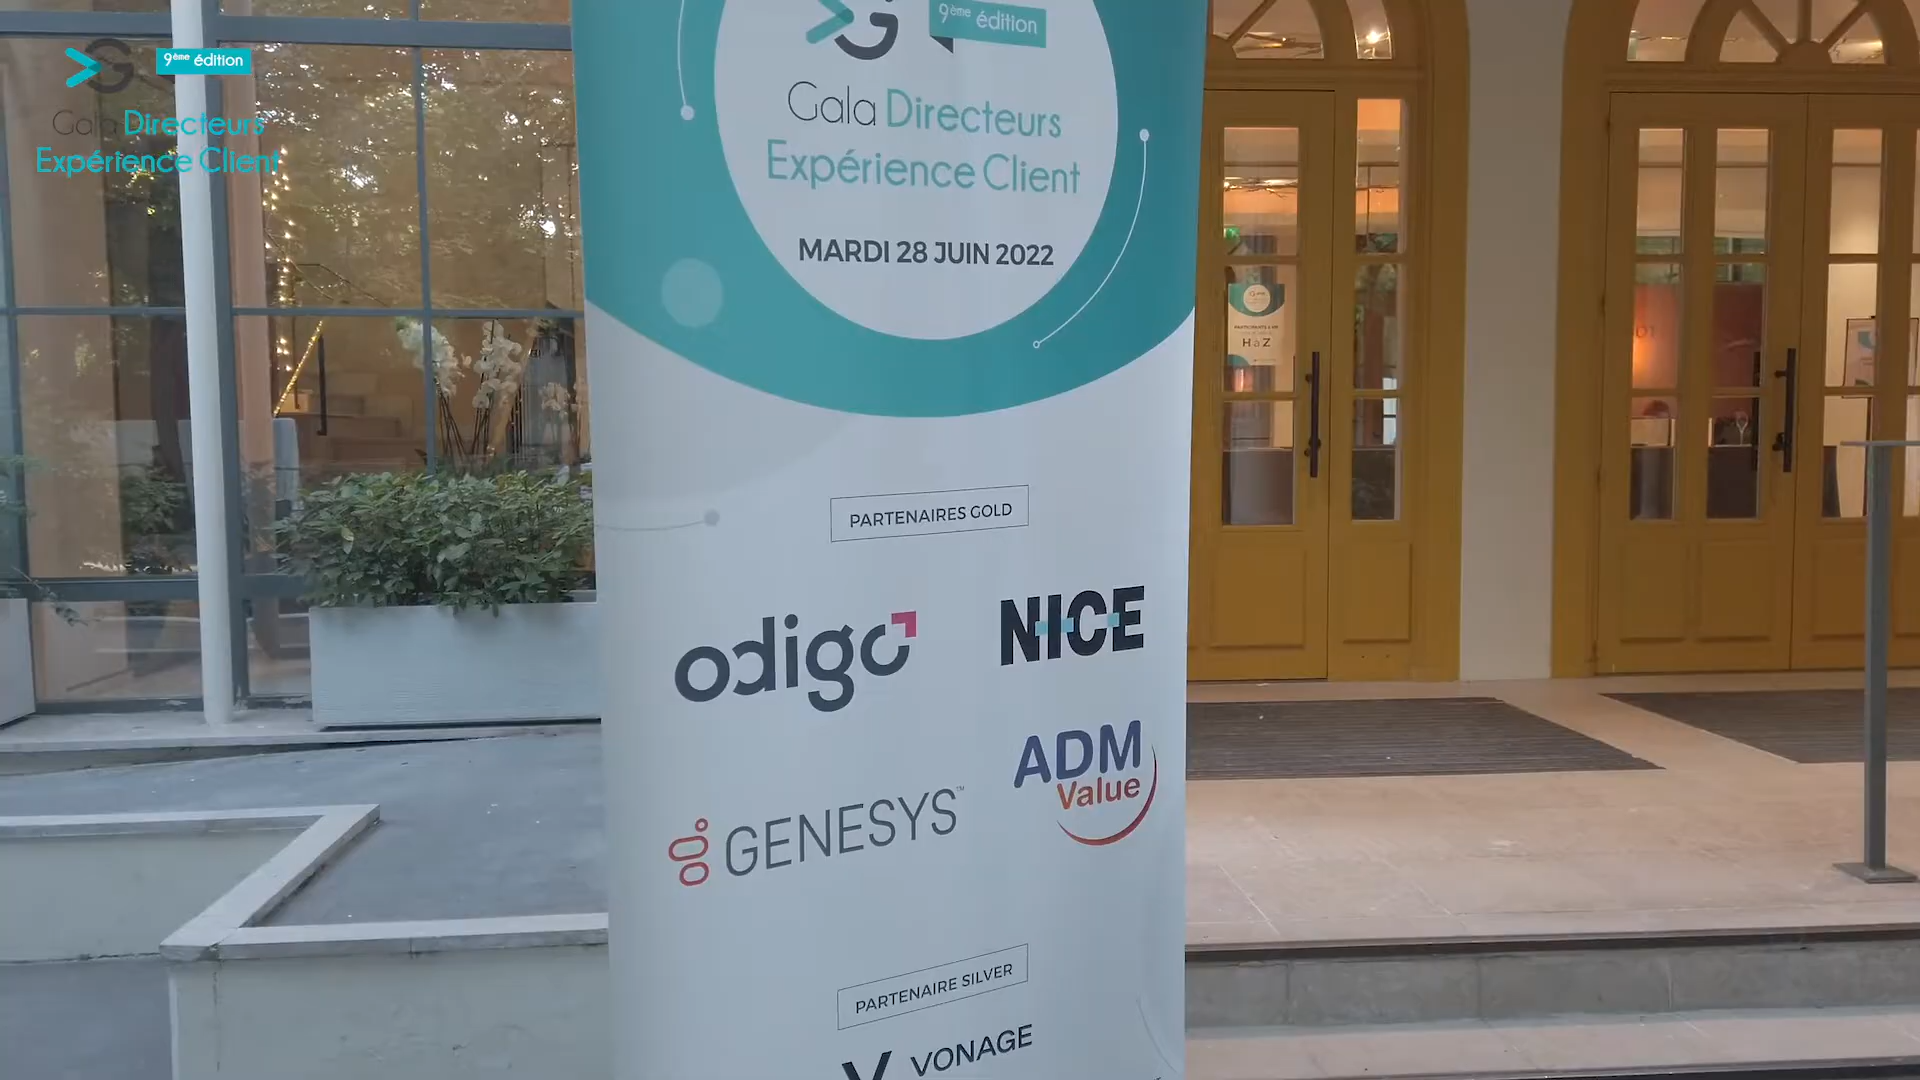 9ème édition
Gala Directeurs
Expérience Client
9ème édition
Gala Directeurs
Expérience Client
MARDI 28 JUIN 2022
PARTENAIRES GOLD
odigo
NICE
GENESYS™
ADM
Value
PARTENAIRE SILVER
VONAGE
H à Z